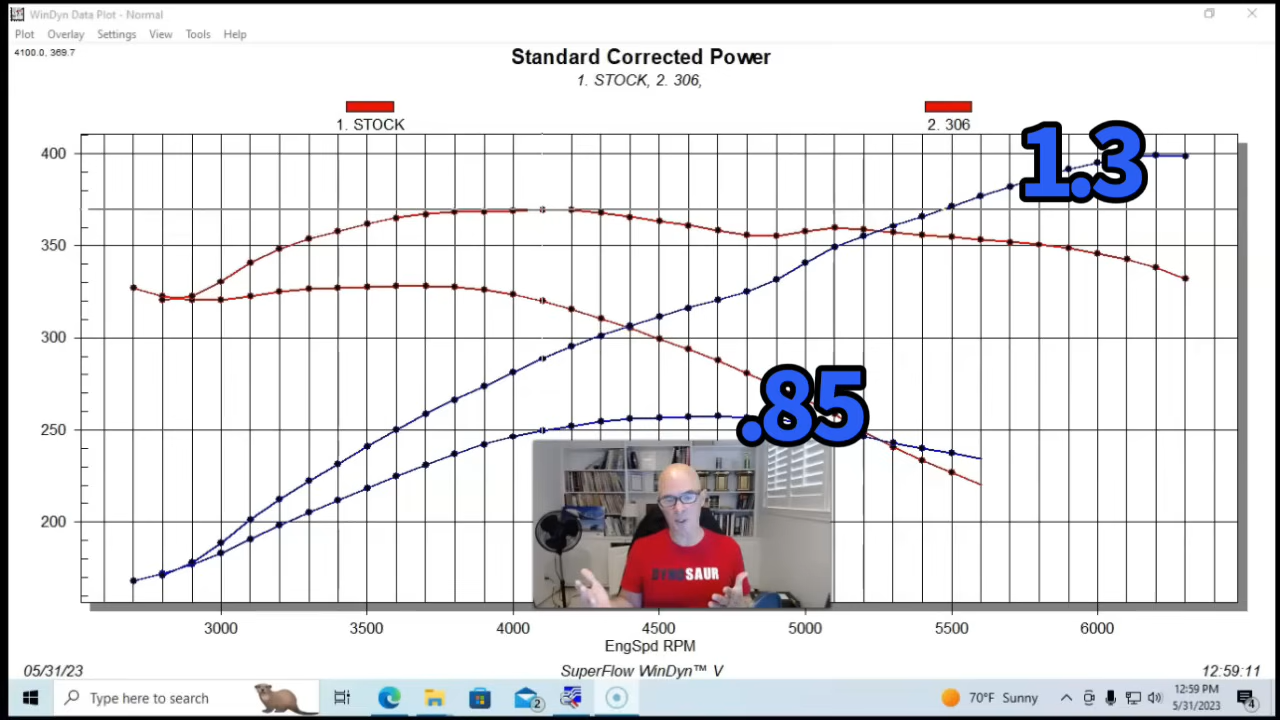 WinDyn Data Plot - Normal
Plot Overlay Settings View Tools Help
4100.0, 369.7
Standard Corrected Power
1. STOCK, 2. 306,
1. STOCK
2. 306
1.3
400
350
300
.85
250
DYNOSAUR
200
3000 3500 4000 4500 5000 5500 6000
EngSpd RPM
05/31/23
SuperFlow WinDyn™ V
12:59:11
Type here to search
2
70°F Sunny
12:59 PM
5/31/2023
4